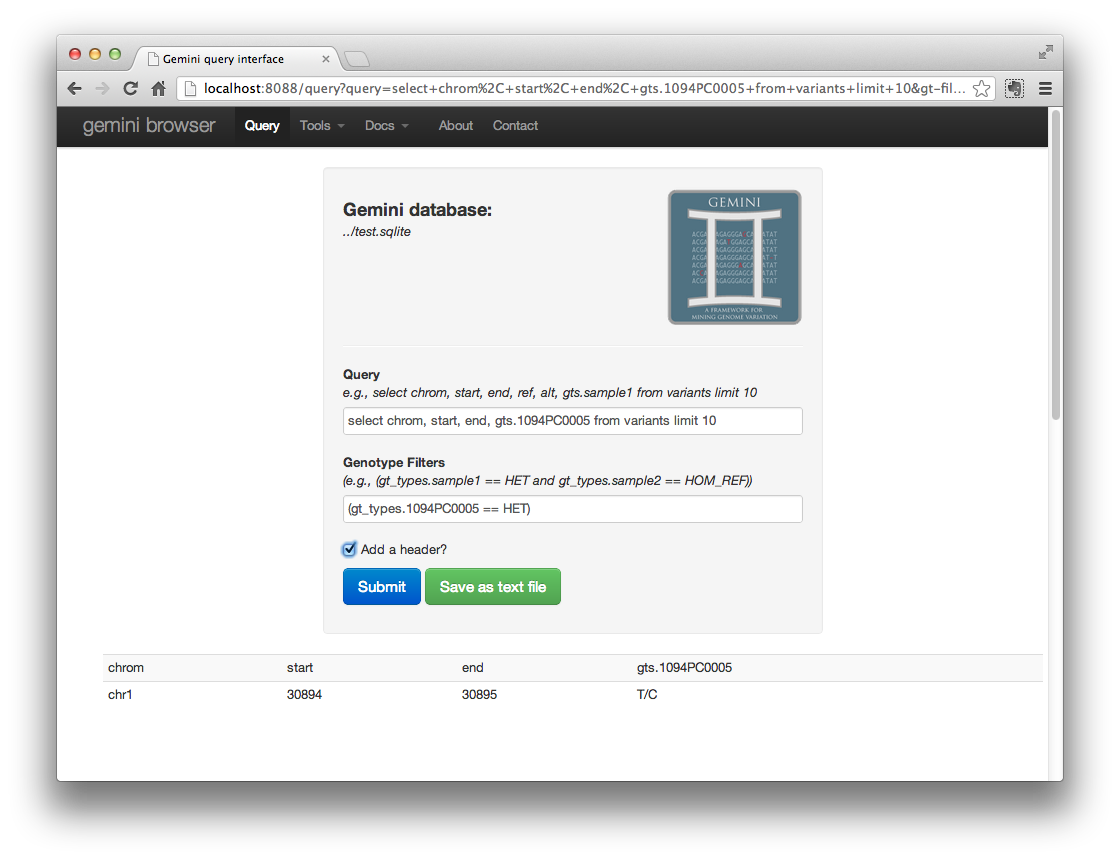 Gemini query interface
localhost:8088/query?query=select+chrom%2C+start%2C+end%2C+gts.1094PC0005+from+variants+limit+10&gt-fil...
gemini browser Query Tools Docs About Contact
Gemini database:
../test.sqlite
GEMINI
A FRAMEWORK FOR
MINING GENOME VARIATION
Query
e.g., select chrom, start, end, ref, alt, gts.sample1 from variants limit 10
select chrom, start, end, gts.1094PC0005 from variants limit 10
Genotype Filters
(e.g., (gt_types.sample1 == HET and gt_types.sample2 == HOM_REF))
(gt_types.1094PC0005 == HET)
Add a header?
Submit Save as text file
chrom start end gts.1094PC0005
chr1 30894 30895 T/C